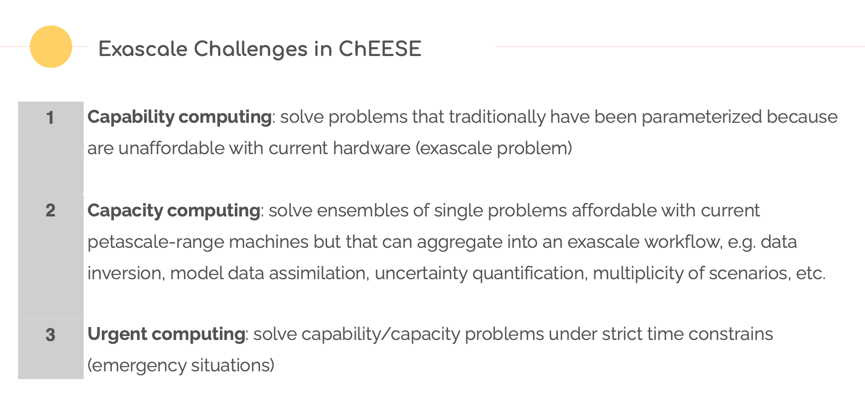 Exascale Challenges in ChEESE
1 Capability computing: solve problems that traditionally have been parameterized because
are unaffordable with current hardware (exascale problem)
2 Capacity computing: solve ensembles of single problems affordable with current
petascale-range machines but that can aggregate into an exascale workflow, e.g. data
inversion, model data assimilation, uncertainty quantification, multiplicity of scenarios, etc.
3 Urgent computing: solve capability/capacity problems under strict time constrains
(emergency situations)